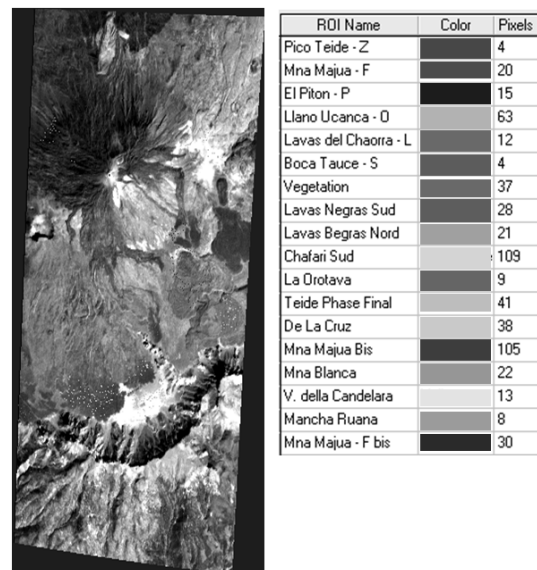 ROI Name Color Pixels
Pico Teide - Z 4
Mna Majua - F 20
El Piton - P 15
Llano Ucanca - O 63
Lavas del Chaorra - L 12
Boca Tauce - S 4
Vegetation 37
Lavas Negras Sud 28
Lavas Begras Nord 21
Chafari Sud 109
La Orotava 9
Teide Phase Final 41
De La Cruz 38
Mna Majua Bis 105
Mna Blanca 22
V. della Candelara 13
Mancha Ruana 8
Mna Majua - F bis 30